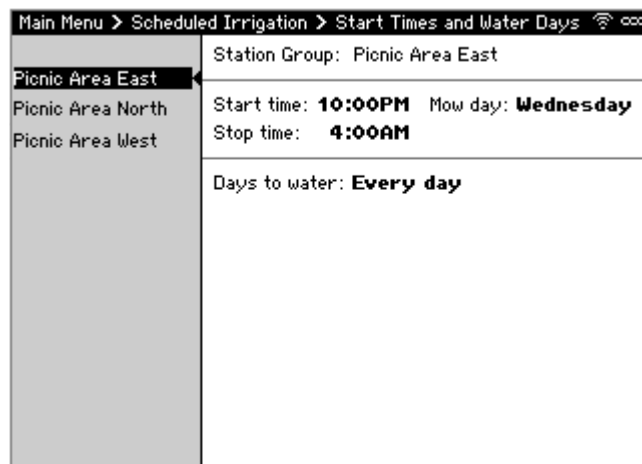 Main Menu > Scheduled Irrigation > Start Times and Water Days
Picnic Area East
Picnic Area North
Picnic Area West
Station Group: Picnic Area East
Start time: 10:00PM Mow day: Wednesday
Stop time: 4:00AM
Days to water: Every day